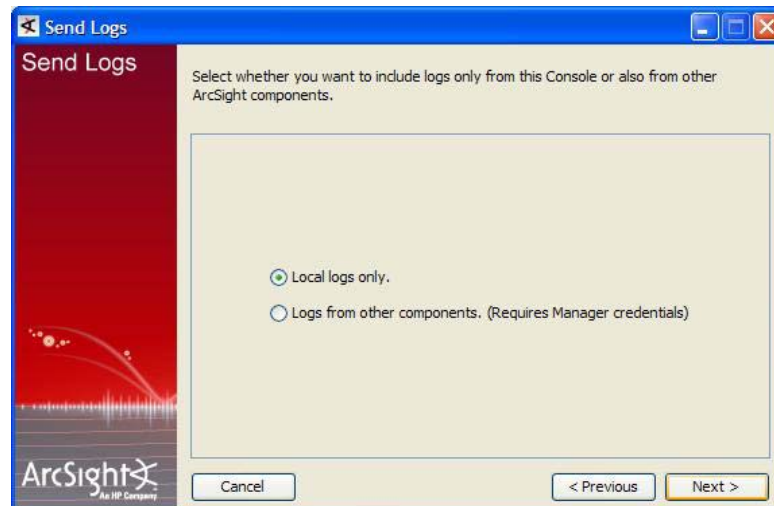 Send Logs
Send Logs
Select whether you want to include logs only from this Console or also from other
ArcSight components.
Local logs only.
Logs from other components. (Requires Manager credentials)
ArcSight
An HP Company
Cancel
< Previous
Next >